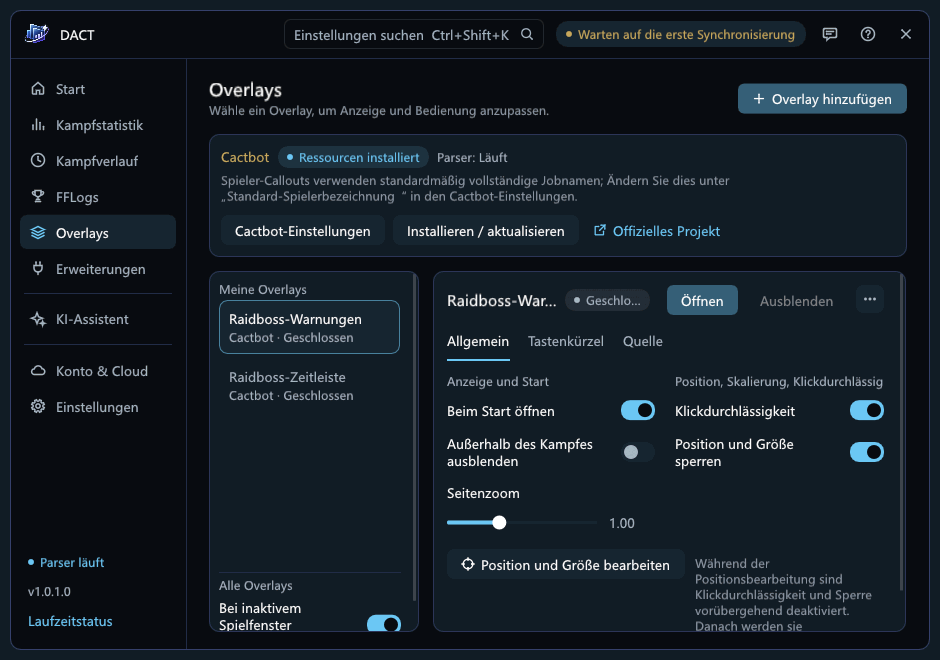 DACT
Einstellungen suchen Ctrl+Shift+K
Warten auf die erste Synchronisierung
Start
Kampfstatistik
Kampfverlauf
FFLogs
Overlays
Erweiterungen
KI-Assistent
Konto & Cloud
Einstellungen
Parser läuft
v1.0.1.0
Laufzeitstatus
Overlays
Wähle ein Overlay, um Anzeige und Bedienung anzupassen.
+ Overlay hinzufügen
Cactbot Ressourcen installiert Parser: Läuft
Spieler-Callouts verwenden standardmäßig vollständige Jobnamen; Ändern Sie dies unter
„Standard-Spielerbezeichnung “ in den Cactbot-Einstellungen.
Cactbot-Einstellungen Installieren / aktualisieren Offizielles Projekt
Meine Overlays
Raidboss-Warnungen
Cactbot · Geschlossen
Raidboss-Zeitleiste
Cactbot · Geschlossen
Alle Overlays
Bei inaktivem
Spielfenster
Raidboss-War... Geschlo... Öffnen Ausblenden ...
Allgemein Tastenkürzel Quelle
Anzeige und Start
Beim Start öffnen
Außerhalb des Kampfes
ausblenden
Position, Skalierung, Klickdurchlässig
Klickdurchlässigkeit
Position und Größe
sperren
Seitenzoom
1.00
Position und Größe bearbeiten
Während der
Positionsbearbeitung sind
Klickdurchlässigkeit und Sperre
vorübergehend deaktiviert.
Danach werden sie